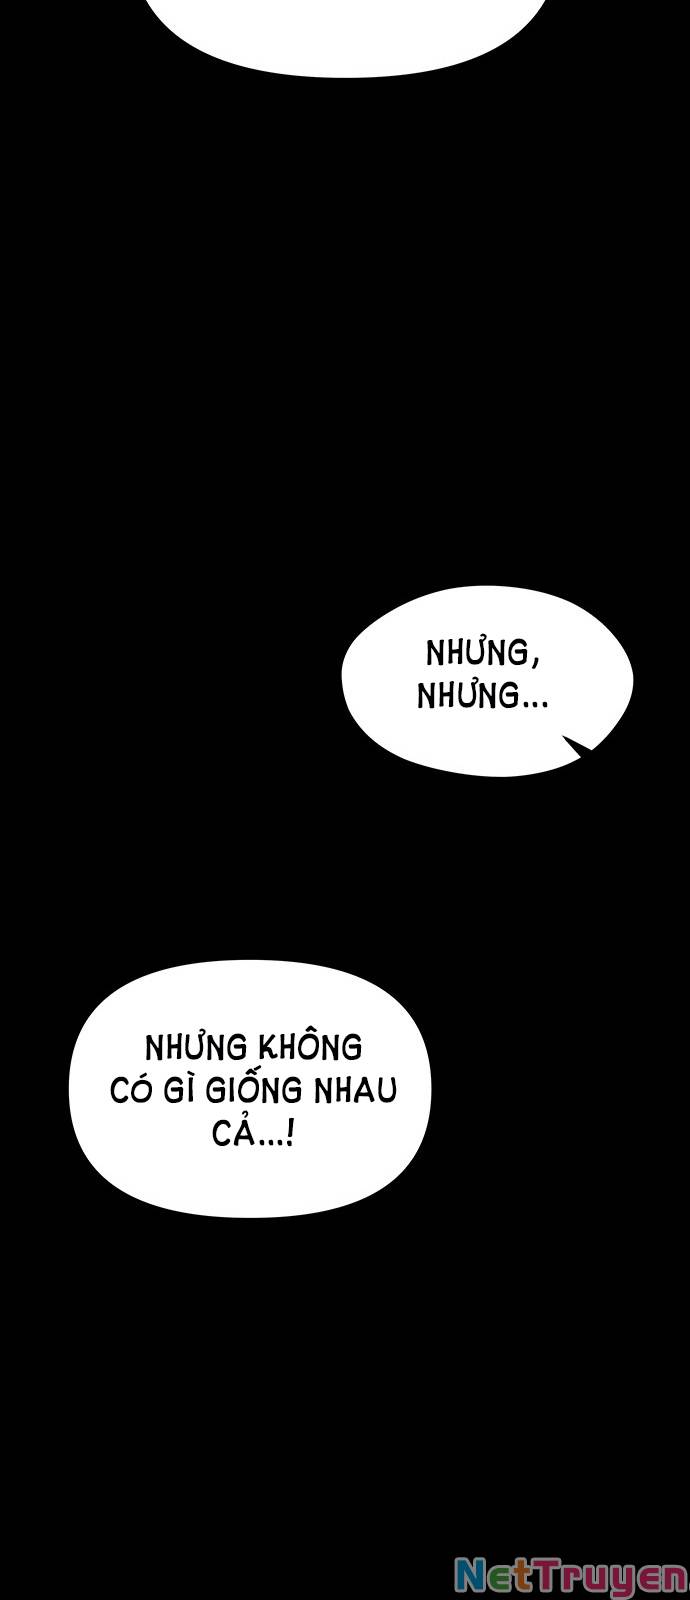 NHƯNG,
NHƯNG...
NHƯNG KHÔNG
CÓ GÌ GIỐNG NHAU
CẢ...!
NetTruyen